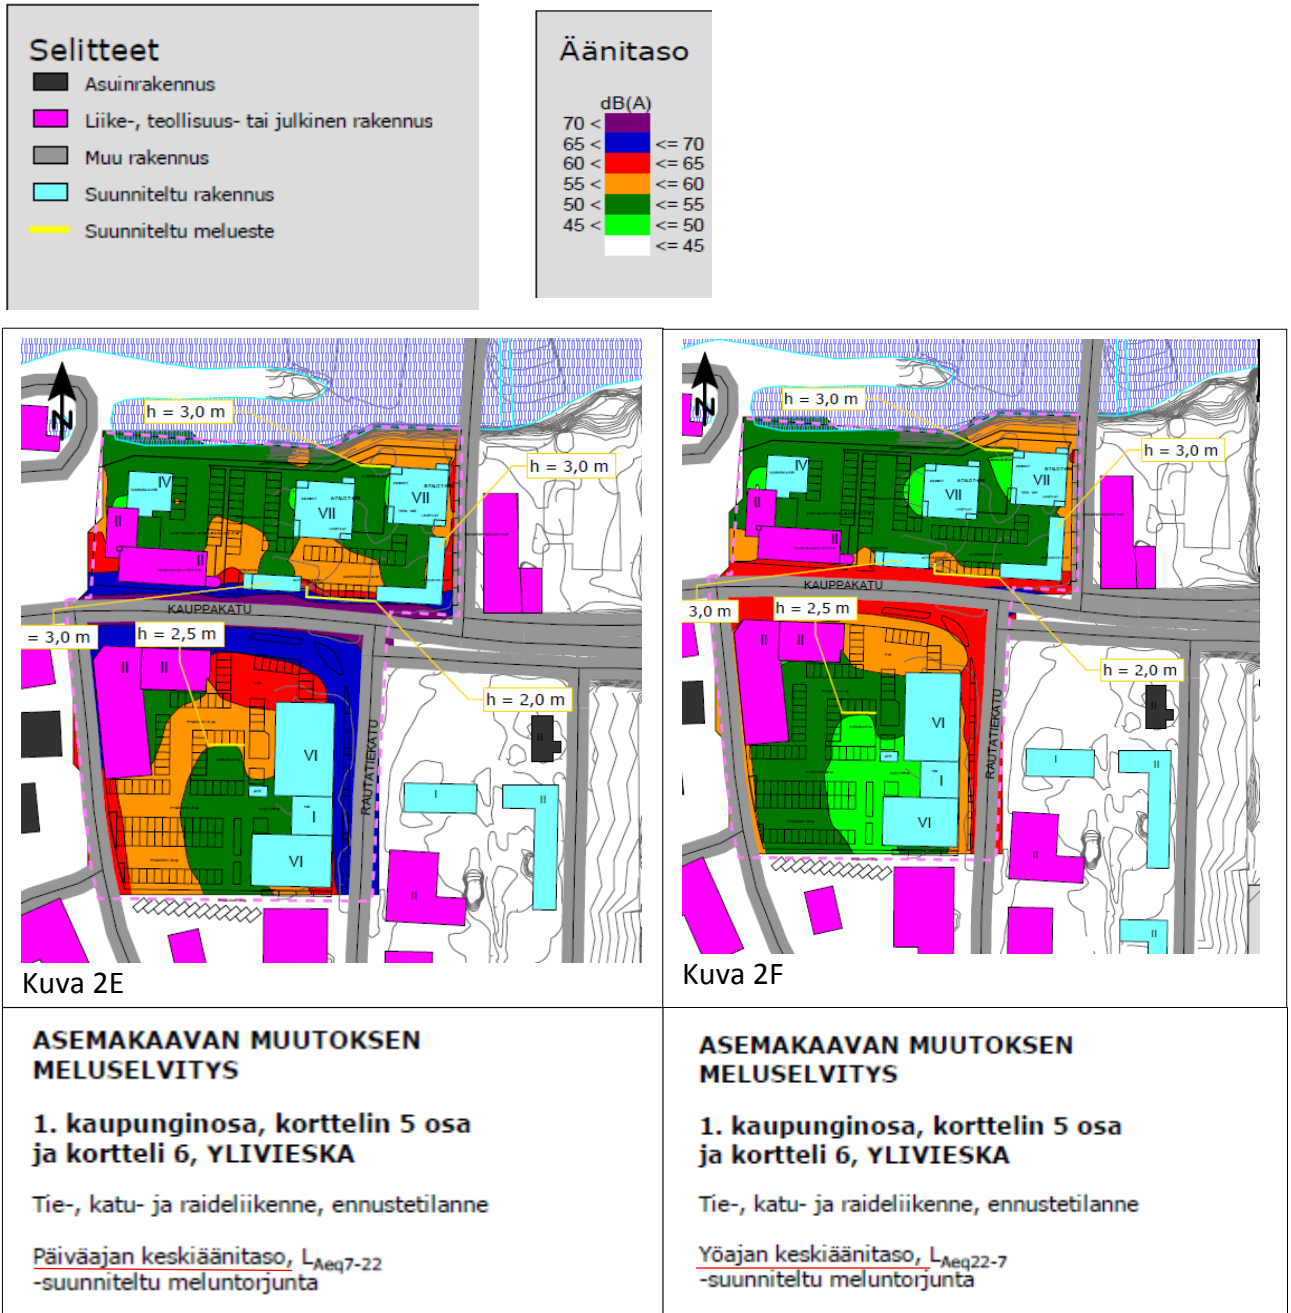 Selitteet
Asuinrakennus
Liike-, teollisuus- tai julkinen rakennus
Muu rakennus
Suunniteltu rakennus
Suunniteltu melueste
Äänitaso
dB(A)
70 <
65 < <= 70
60 < <= 65
55 < <= 60
50 < <= 55
45 < <= 50
<= 45
N
h = 3,0 m
h = 3,0 m
IV
VII
VII
II
II
II
KAUPPAKATU
= 3,0 m
h = 2,5 m
h = 2,0 m
II
II
VI
I
VI
RAUTATIEKATU
II
I
II
II
Kuva 2E
N
h = 3,0 m
h = 3,0 m
IV
VII
VII
II
II
KAUPPAKATU
3,0 m
h = 2,5 m
h = 2,0 m
II
II
VI
I
VI
RAUTATIEKATU
II
I
II
II
II
Kuva 2F
ASEMAKAAVAN MUUTOKSEN
MELUSELVITYS
1. kaupunginosa, korttelin 5 osa
ja kortteli 6, YLIVIESKA
Tie-, katu- ja raideliikenne, ennustetilanne
Päiväajan keskiäänitaso, LAeq7-22
-suunniteltu meluntorjunta
ASEMAKAAVAN MUUTOKSEN
MELUSELVITYS
1. kaupunginosa, korttelin 5 osa
ja kortteli 6, YLIVIESKA
Tie-, katu- ja raideliikenne, ennustetilanne
Yöajan keskiäänitaso, LAeq22-7
-suunniteltu meluntorjunta